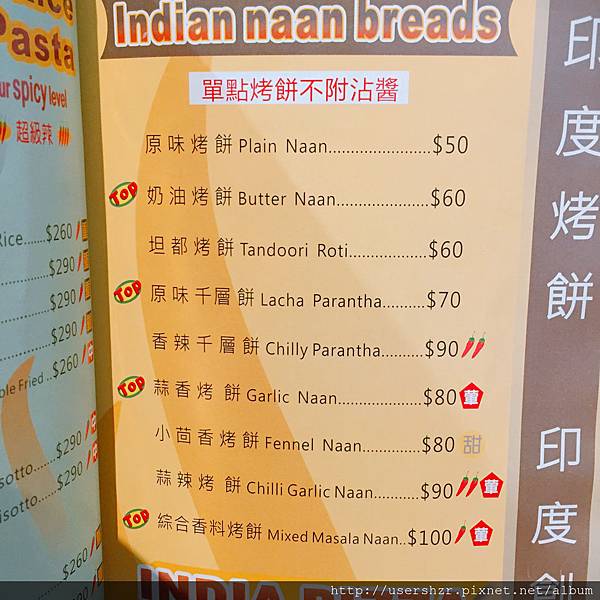 Pasta
spicy level
超級辣
Rice.......$260
$290
$290
$290
Fried ..$260
$290
$290
$260
Indian naan breads
單點烤餅不附沾醬
原味烤餅 Plain Naan.......................$50
TOP 奶油烤餅 Butter Naan.....................$60
坦都烤餅 Tandoori Roti..................$60
TOP 原味千層餅 Lacha Parantha..........$70
香辣千層餅 Chilly Parantha..........$90
TOP 蒜香烤 餅 Garlic Naan...................$80 葷
小茴香烤餅 Fennel Naan.............$80 甜
蒜辣烤 餅 Chilli Garlic Naan..........$90 葷
TOP 綜合香料烤餅 Mixed Masala Naan..$100 葷
印度烤餅
印度創
http://usershzr.pixnet.net/album